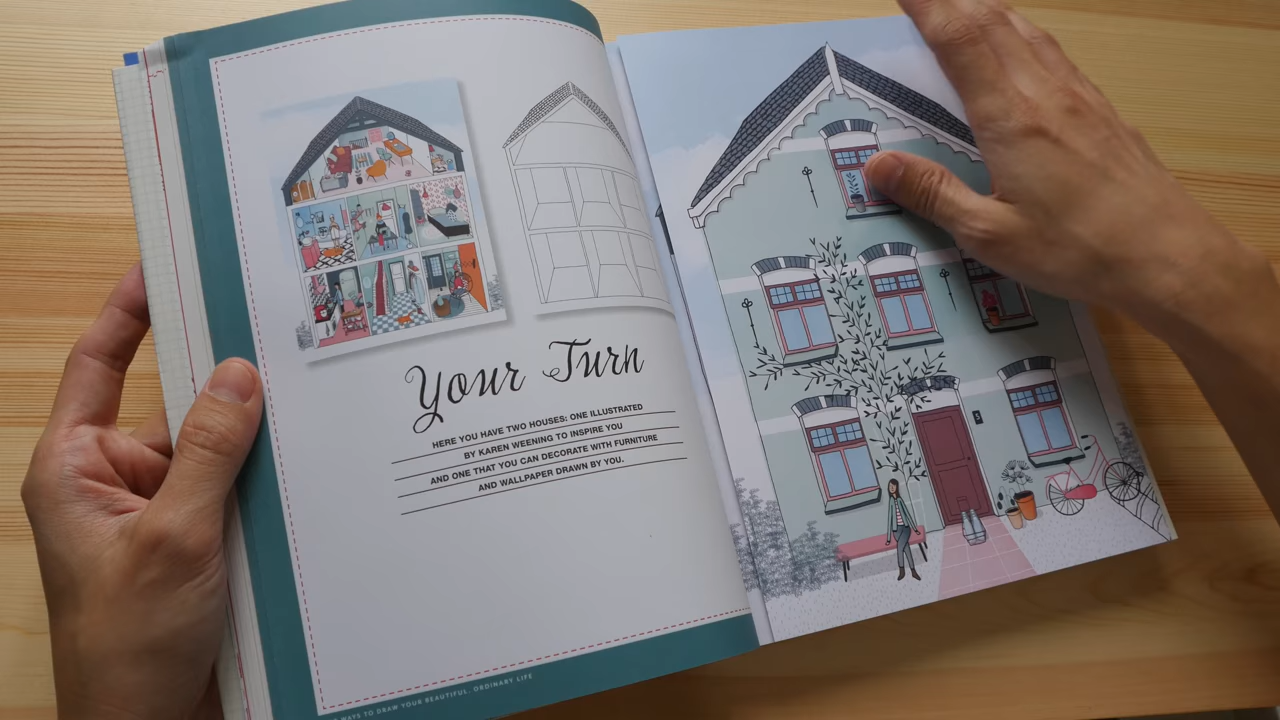 Your Turn
HERE YOU HAVE TWO HOUSES: ONE ILLUSTRATED
BY KAREN WEENING TO INSPIRE YOU
AND ONE THAT YOU CAN DECORATE WITH FURNITURE
AND WALLPAPER DRAWN BY YOU.
WAYS TO DRAW YOUR BEAUTIFUL, ORDINARY LIFE